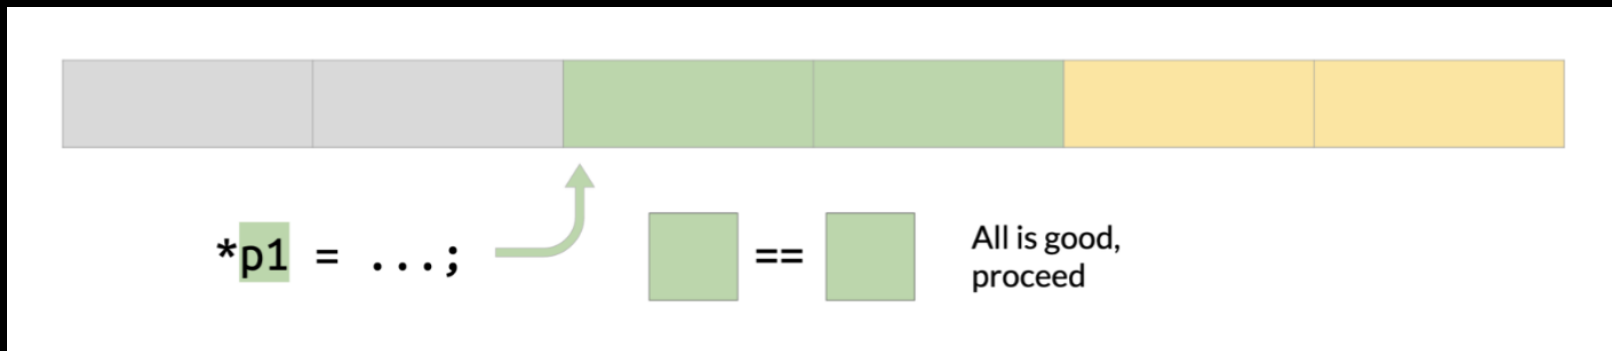 *p1 = ...;
==
All is good,
proceed